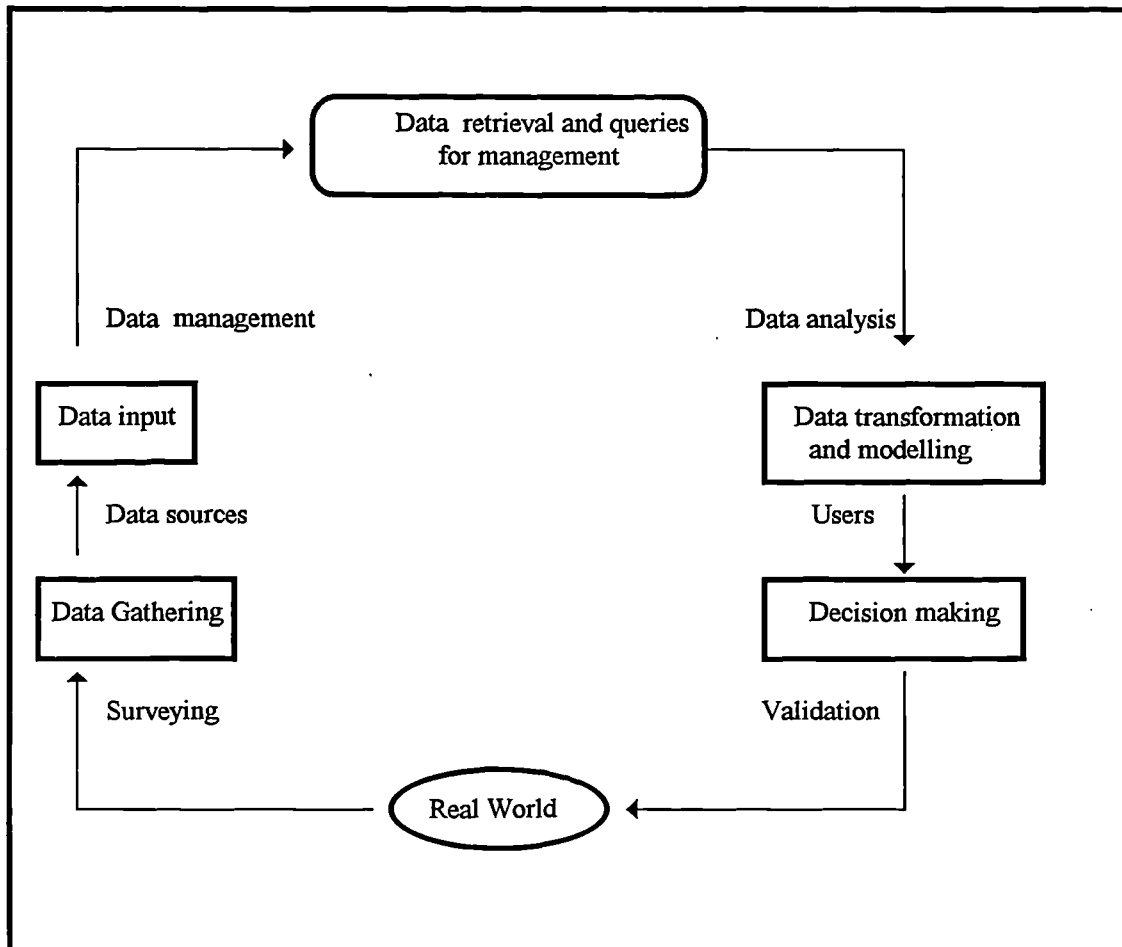 Data retrieval and queries
for management
Data management
Data analysis
Data input
Data transformation
and modelling
Data sources
Users
Data Gathering
Decision making
Surveying
Validation
Real World